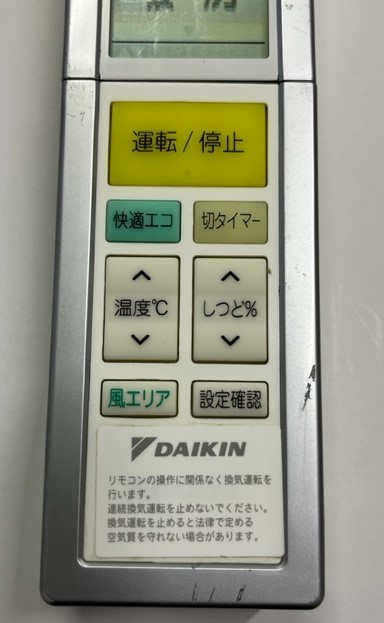 運転/停止
快適エコ 切タイマー
温度℃ しつど%
風エリア 設定確認
DAIKIN
リモコンの操作に関係なく換気運転を
行います。
連続換気運転を止めないでください。
換気運転を止めると法律で定める
空気質を守れない場合があります。